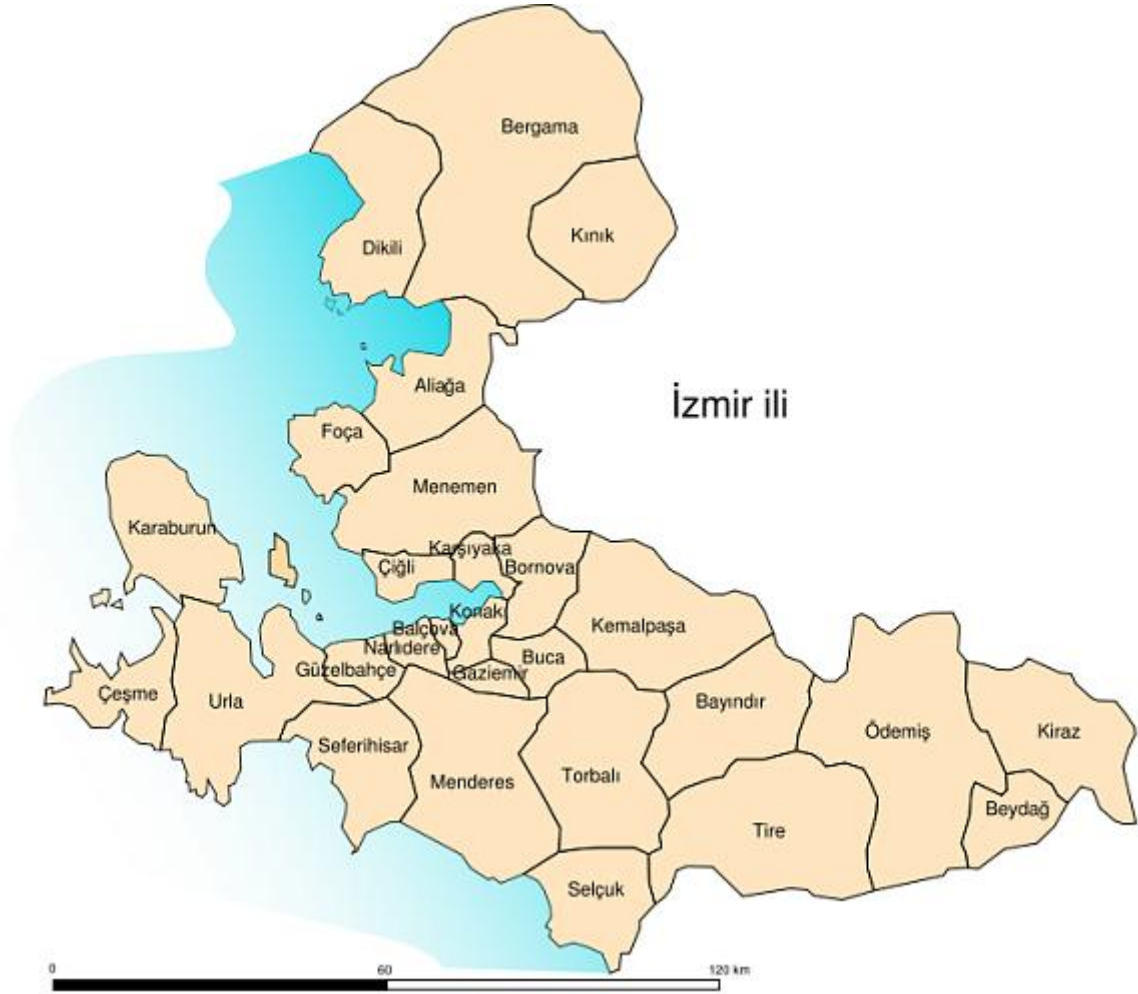 Bergama
Kınık
Dikili
Aliağa
İzmir ili
Foça
Menemen
Karaburun
Karşıyaka
Çiğli
Bornova
Konak
Balçova
Kemalpaşa
Narlıdere
Güzelbahçe
Buca
Gaziemir
Çeşme
Urla
Bayındır
Seferihisar
Ödemiş
Kiraz
Menderes
Torbalı
Beydağ
Tire
Selçuk
0 60 120 km